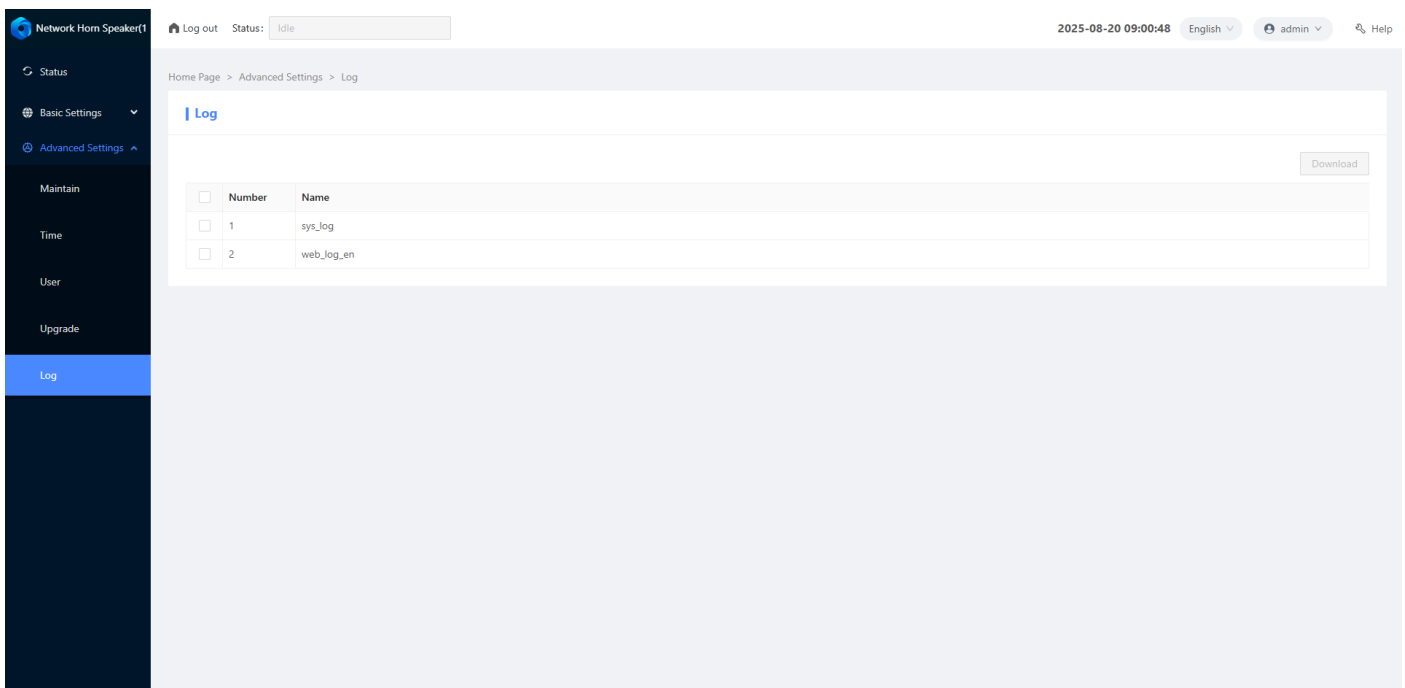 Network Horn Speaker(1
Log out Status: Idle
2025-08-20 09:00:48 English admin Help
Status
Basic Settings
Advanced Settings
Maintain
Time
User
Upgrade
Log
Home Page > Advanced Settings > Log
Log
Download
Number Name
1 sys_log
2 web_log_en